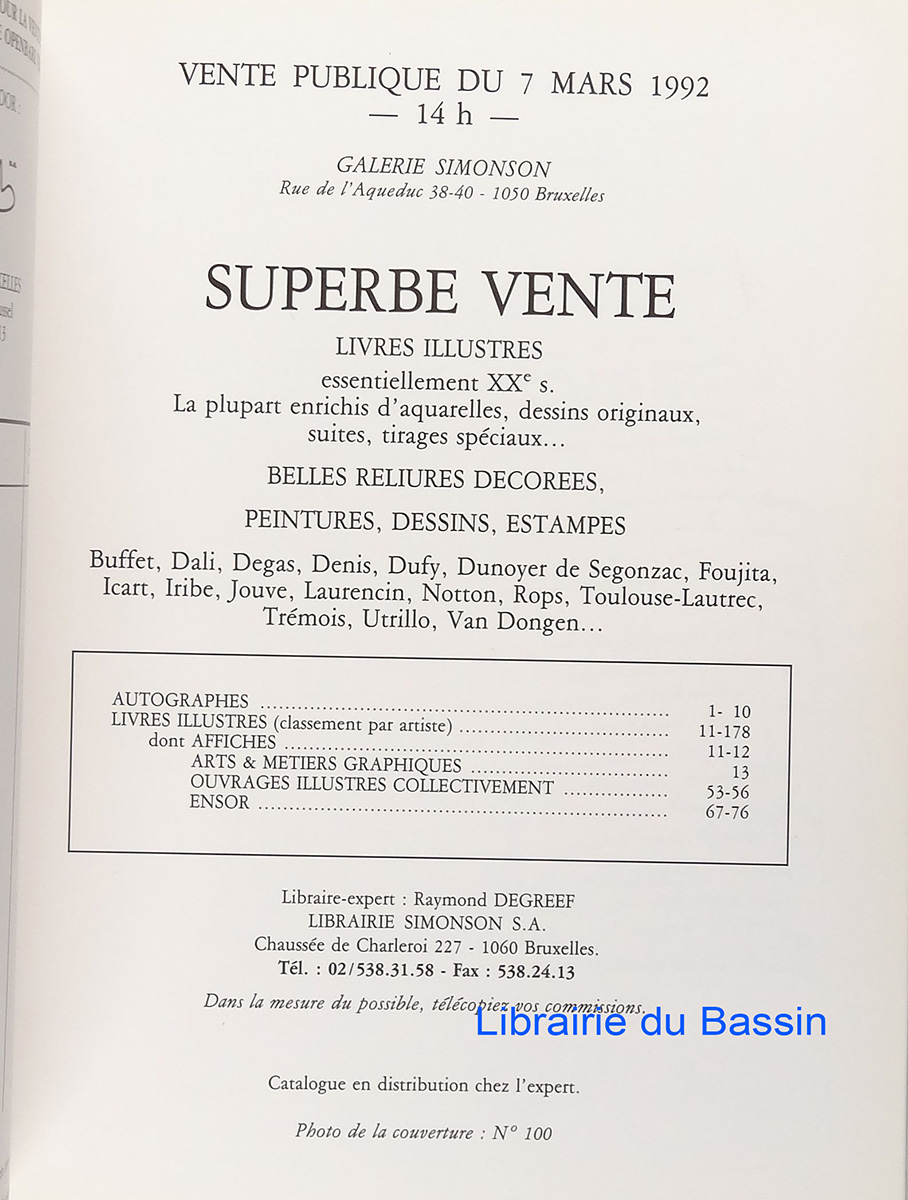 VENTE PUBLIQUE DU 7 MARS 1992
— 14 h —
GALERIE SIMONSON
Rue de l'Aqueduc 38-40 - 1050 Bruxelles
SUPERBE VENTE
LIVRES ILLUSTRES
essentiellement XXe s.
La plupart enrichis d'aquarelles, dessins originaux,
suites, tirages spéciaux...
BELLES RELIURES DECOREES,
PEINTURES, DESSINS, ESTAMPES
Buffet, Dali, Degas, Denis, Dufy, Dunoyer de Segonzac, Foujita,
Icart, Iribe, Jouve, Laurencin, Notton, Rops, Toulouse-Lautrec,
Trémois, Utrillo, Van Dongen...
AUTOGRAPHES ........ 1- 10
LIVRES ILLUSTRES (classement par artiste) ........ 11-178
dont AFFICHES ........ 11-12
ARTS & METIERS GRAPHIQUES ........ 13
OUVRAGES ILLUSTRES COLLECTIVEMENT ........ 53-56
ENSOR ........ 67-76
Libraire-expert : Raymond DEGREEF
LIBRAIRIE SIMONSON S.A.
Chaussée de Charleroi 227 - 1060 Bruxelles.
Tél. : 02/538.31.58 - Fax : 538.24.13
Dans la mesure du possible, télécopiez vos commissions.
Librairie du Bassin
Catalogue en distribution chez l'expert.
Photo de la couverture : N° 100